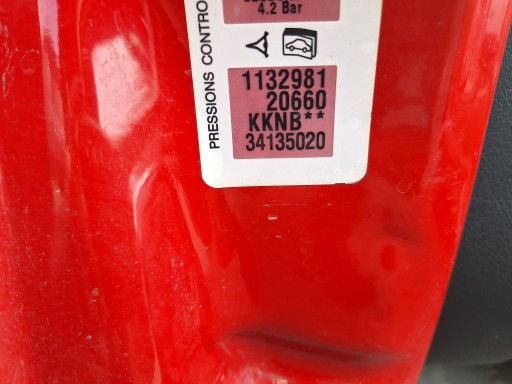 4.2 Bar
PRESSIONS CONTRO
1132981
20660
KKNB**
34135020